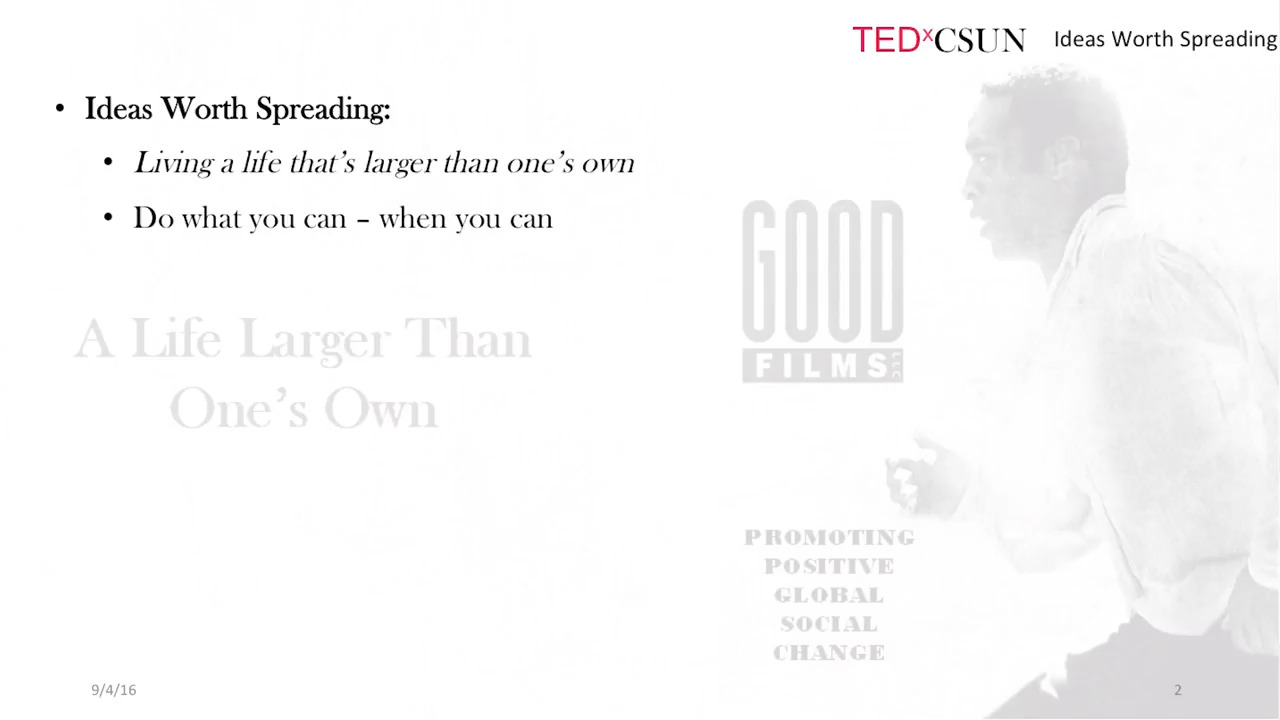 TEDxCSUN Ideas Worth Spreading
• Ideas Worth Spreading:
• Living a life that’s larger than one’s own
• Do what you can – when you can
GOOD
FILMS LLC
A Life Larger Than
One’s Own
PROMOTING
POSITIVE
GLOBAL
SOCIAL
CHANGE
9/4/16
2